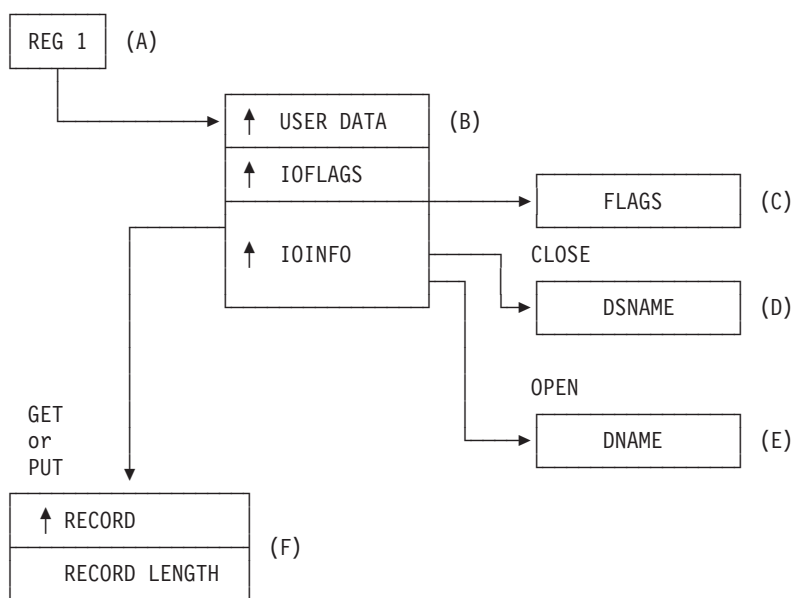 REG 1 (A)
↑ USER DATA (B)
↑ IOFLAGS
FLAGS (C)
↑ IOINFO
CLOSE
DSNAME (D)
OPEN
DNAME (E)
GET
or
PUT
↑ RECORD
(F)
RECORD LENGTH